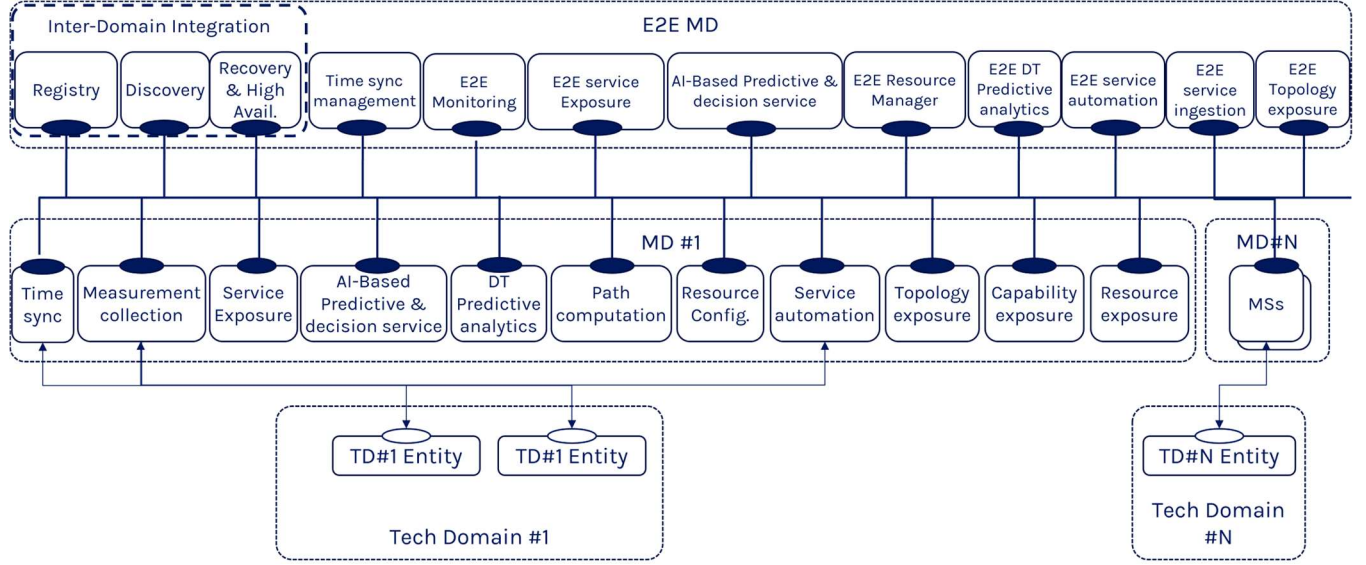 Inter-Domain Integration
E2E MD
Registry
Discovery
Recovery
& High
Avail.
Time sync
management
E2E
Monitoring
E2E service
Exposure
AI-Based Predictive &
decision service
E2E Resource
Manager
E2E DT
Predictive
analytics
E2E service
automation
E2E
service
ingestion
E2E
Topology
exposure
MD #1
MD#N
Time
sync
Measurement
collection
Service
Exposure
AI-Based
Predictive &
decision service
DT
Predictive
analytics
Path
computation
Resource
Config.
Service
automation
Topology
exposure
Capability
exposure
Resource
exposure
MSs
TD#1 Entity
TD#1 Entity
TD#N Entity
Tech Domain #1
Tech Domain
#N